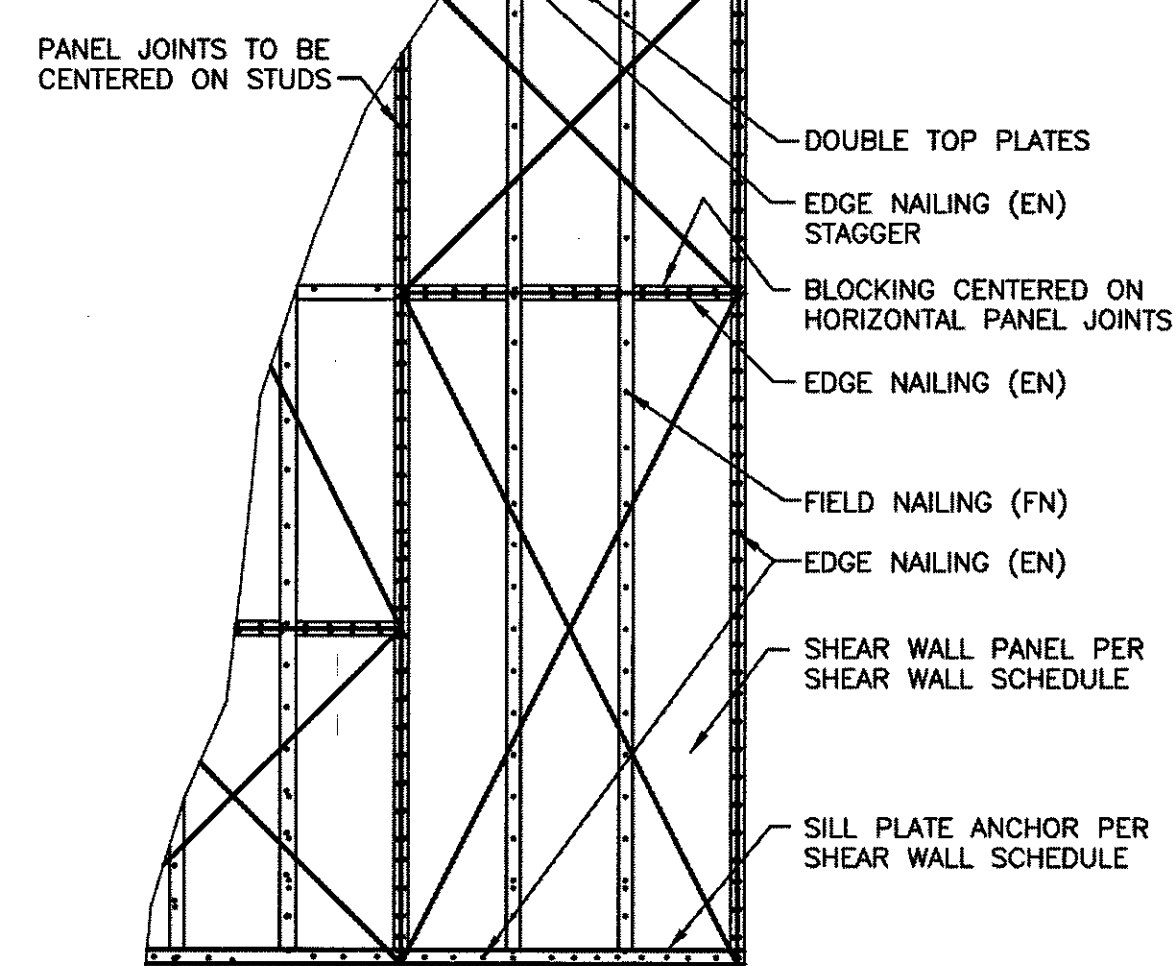 PANEL JOINTS TO BE
CENTERED ON STUDS
DOUBLE TOP PLATES
EDGE NAILING (EN)
STAGGER
BLOCKING CENTERED ON
HORIZONTAL PANEL JOINTS
EDGE NAILING (EN)
FIELD NAILING (FN)
EDGE NAILING (EN)
SHEAR WALL PANEL PER
SHEAR WALL SCHEDULE
SILL PLATE ANCHOR PER
SHEAR WALL SCHEDULE